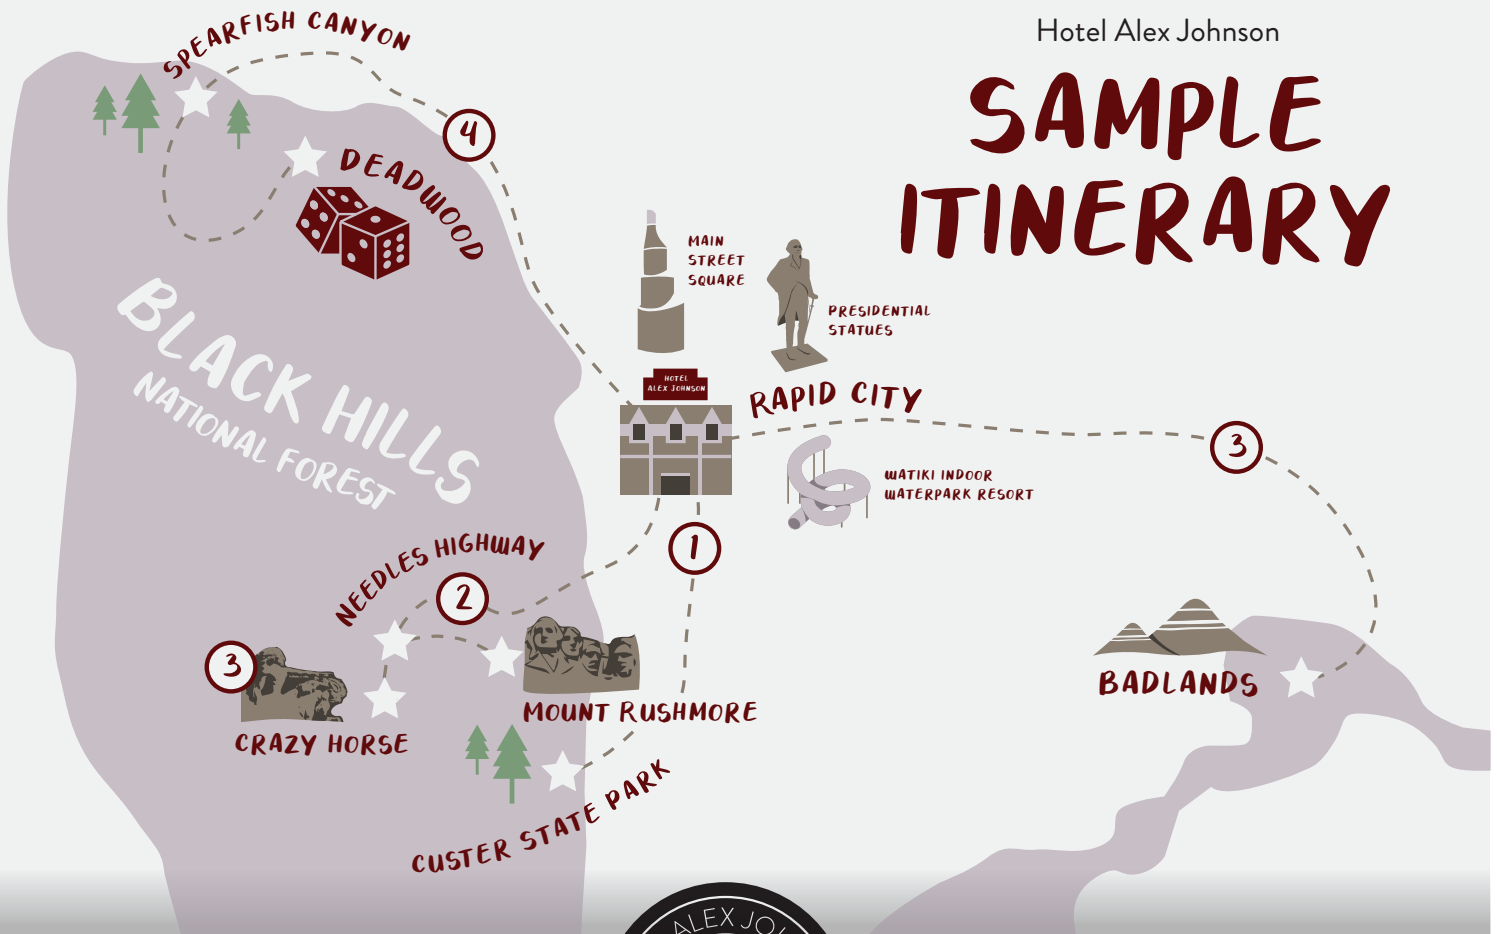 Hotel Alex Johnson
SAMPLE
ITINERARY
SPEARFISH CANYON
4
DEADWOOD
BLACK HILLS
NATIONAL FOREST
MAIN
STREET
SQUARE
PRESIDENTIAL
STATUES
HOTEL
ALEX JOHNSON
RAPID CITY
3
WATIKI INDOOR
WATERPARK RESORT
1
NEEDLES HIGHWAY
2
3
CRAZY HORSE
MOUNT RUSHMORE
BADLANDS
CUSTER STATE PARK
ALEX JO